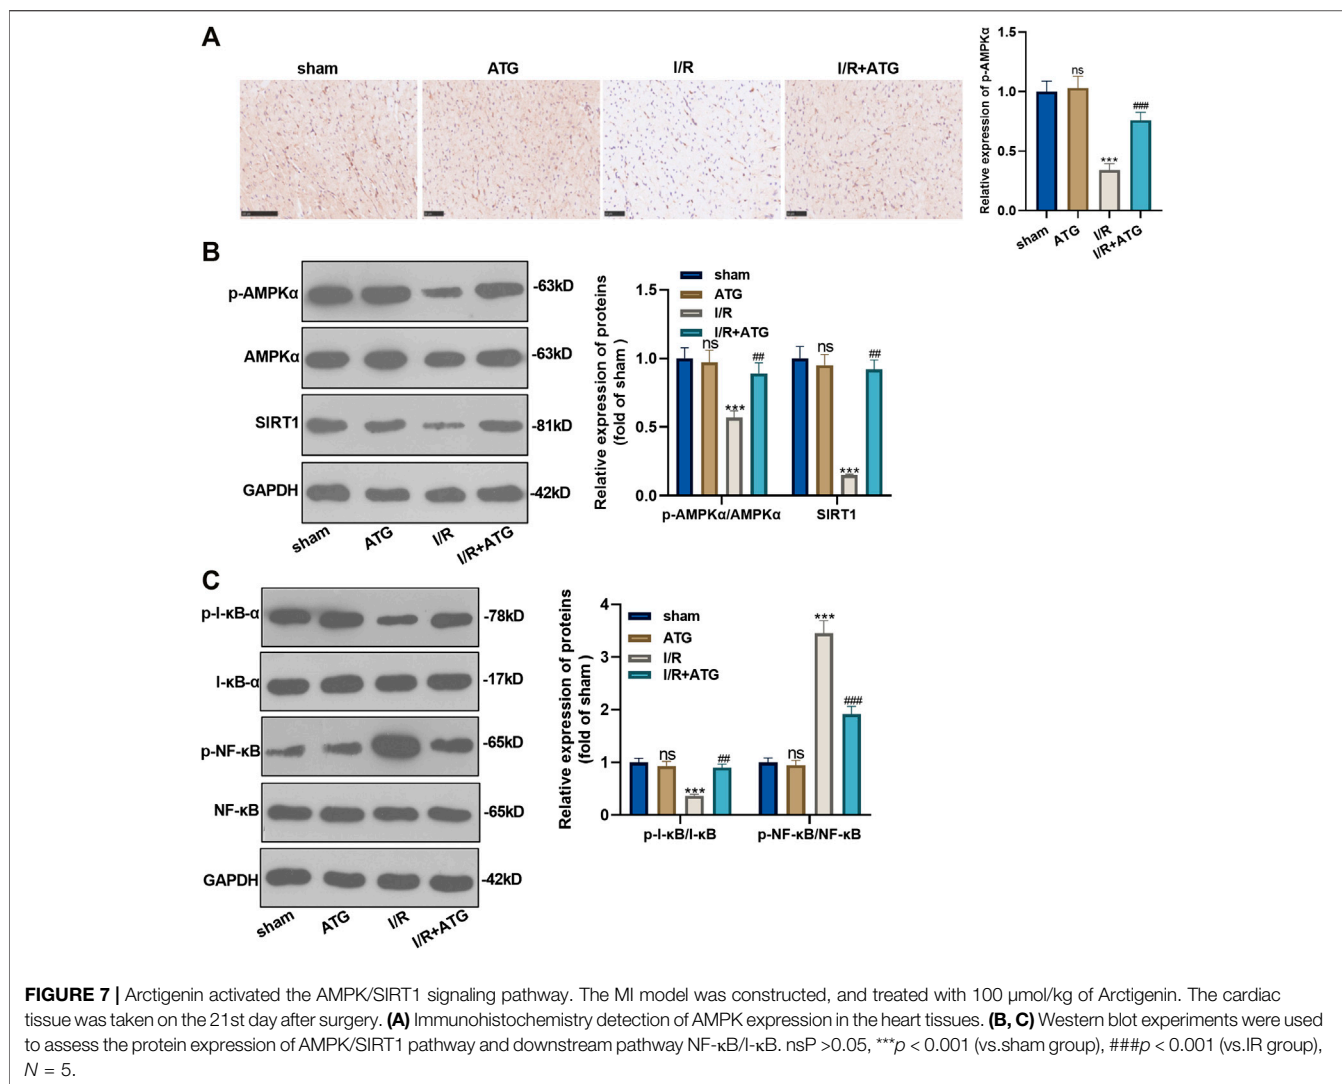 A
sham ATG I/R I/R+ATG
Relative expression of p-AMPKα
1.5
1.0
0.5
0.0
ns
***
###
sham ATG I/R I/R+ATG
B
p-AMPKα -63kD
AMPKα -63kD
SIRT1 -81kD
GAPDH -42kD
sham ATG I/R I/R+ATG
Relative expression of proteins
(fold of sham )
1.5
1.0
0.5
0.0
sham
ATG
I/R
I/R+ATG
ns *** ## ns *** ##
p-AMPKα/AMPKα SIRT1
C
p-I-κB-α -78kD
I-κB-α -17kD
p-NF-κB -65kD
NF-κB -65kD
GAPDH -42kD
sham ATG I/R I/R+ATG
Relative expression of proteins
(fold of sham )
4
3
2
1
0
sham
ATG
I/R
I/R+ATG
ns *** ## ns *** ###
p-I-κB/I-κB p-NF-κB/NF-κB
FIGURE 7 | Arctigenin activated the AMPK/SIRT1 signaling pathway. The MI model was constructed, and treated with 100 μmol/kg of Arctigenin. The cardiac
tissue was taken on the 21st day after surgery. (A) Immunohistochemistry detection of AMPK expression in the heart tissues. (B, C) Western blot experiments were used
to assess the protein expression of AMPK/SIRT1 pathway and downstream pathway NF-κB/I-κB. nsP >0.05, ***p < 0.001 (vs.sham group), ###p < 0.001 (vs.IR group),
N = 5.